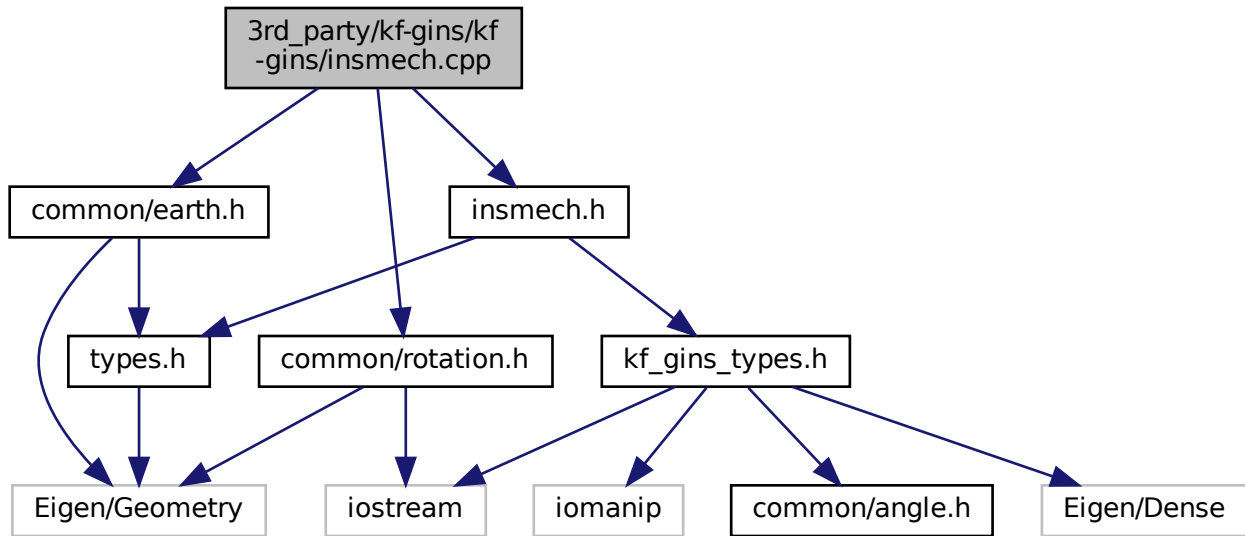 3rd_party/kf-gins/kf
-gins/insmech.cpp
common/earth.h
insmech.h
types.h
common/rotation.h
kf_gins_types.h
Eigen/Geometry
iostream
iomanip
common/angle.h
Eigen/Dense